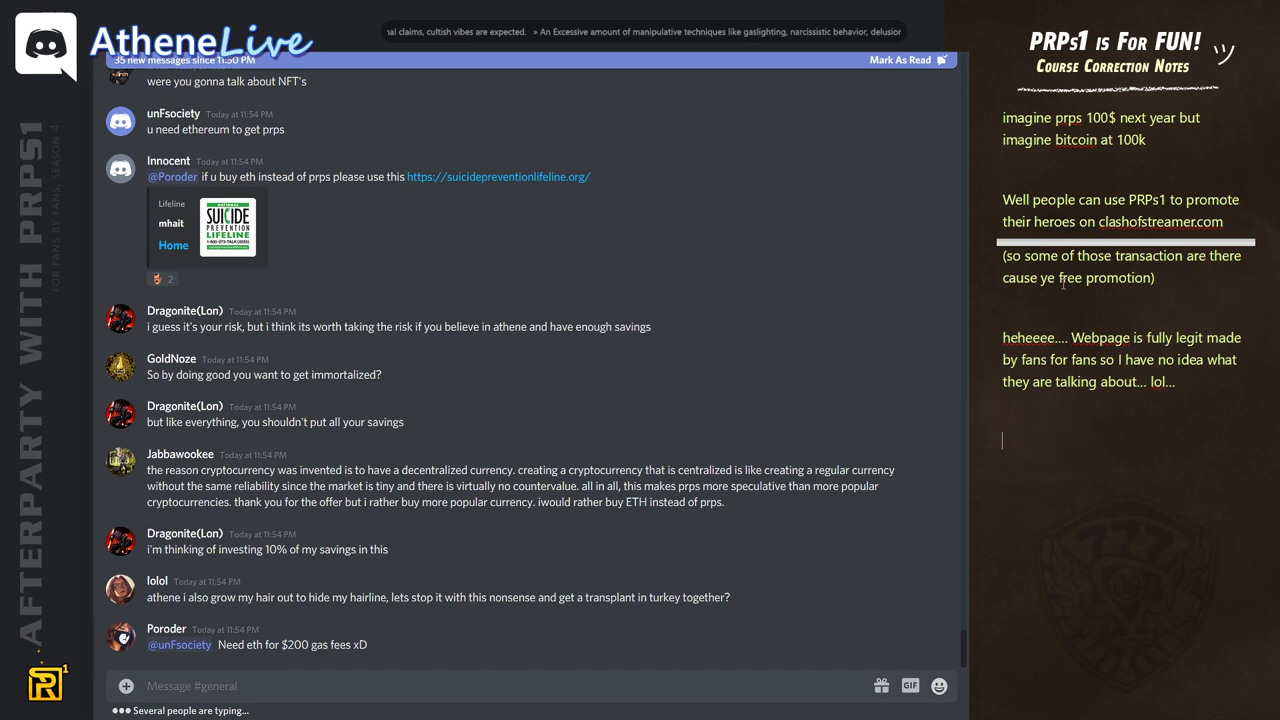 AtheneLive
nal claims, cultish vibes are expected.   » An Excessive amount of manipulative techniques like gaslighting, narcissistic behavior, delusior
35 new messages since 11:50 PM
Mark As Read
were you gonna talk about NFT's
unFsociety Today at 11:54 PM
u need ethereum to get prps
Innocent Today at 11:54 PM
@Poroder if u buy eth instead of prps please use this https://suicidepreventionlifeline.org/
Lifeline
mhait
Home
NATIONAL
SUICIDE
PREVENTION
LIFELINE
1-800-273-TALK (8255)
suicidepreventionlifeline.org
2
Dragonite(Lon) Today at 11:54 PM
i guess it's your risk, but i think its worth taking the risk if you believe in athene and have enough savings
GoldNoze Today at 11:54 PM
So by doing good you want to get immortalized?
Dragonite(Lon) Today at 11:54 PM
but like everything, you shouldn't put all your savings
Jabbawookee Today at 11:54 PM
the reason cryptocurrency was invented is to have a decentralized currency. creating a cryptocurrency that is centralized is like creating a regular currency
without the same reliability since the market is tiny and there is virtually no countervalue. all in all, this makes prps more speculative than more popular
cryptocurrencies. thank you for the offer but i rather buy more popular currency. iwould rather buy ETH instead of prps.
Dragonite(Lon) Today at 11:54 PM
i'm thinking of investing 10% of my savings in this
lolol Today at 11:54 PM
athene i also grow my hair out to hide my hairline, lets stop it with this nonsense and get a transplant in turkey together?
Poroder Today at 11:54 PM
@unFsociety Need eth for $200 gas fees xD
Message #general
GIF
Several people are typing...
AFTERPARTY WITH PRPS1
FOR FANS BY FANS, SEASON 4
R1
PRPs1 is For FUN!
Course Correction Notes
ツ
imagine prps 100$ next year but
imagine bitcoin at 100k
Well people can use PRPs1 to promote
their heroes on clashofstreamer.com
(so some of those transaction are there
cause ye free promotion)
heheeee.... Webpage is fully legit made
by fans for fans so I have no idea what
they are talking about... lol...
777